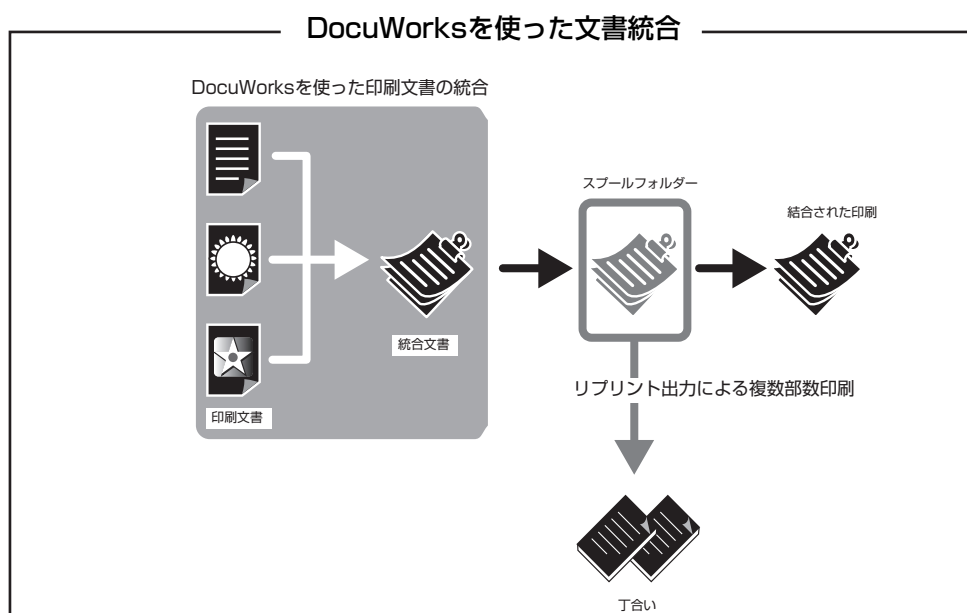 DocuWorksを使った文書統合
DocuWorksを使った印刷文書の統合
スプールフォルダー
結合された印刷
統合文書
リプリント出力による複数部数印刷
印刷文書
丁合い